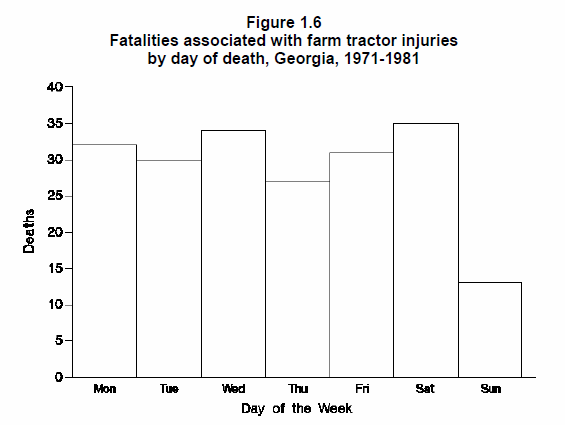 Figure 1.6
Fatalities associated with farm tractor injuries
by day of death, Georgia, 1971-1981
40
35
30
25
20
15
10
5
0
Deaths
Mon Tue Wed Thu Fri Sat Sun
Day of the Week